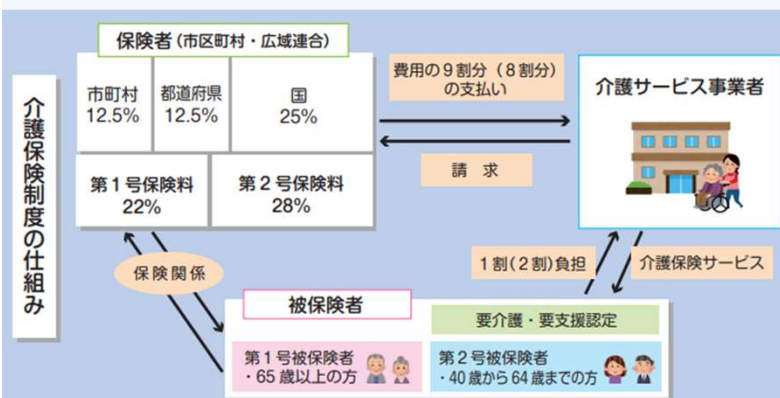 介護保険制度の仕組み
保険者(市区町村・広域連合)
市町村
12.5%
都道府県
12.5%
国
25%
第1号保険料
22%
第2号保険料
28%
費用の9割分(8割分)
の支払い
請 求
介護サービス事業者
保険関係
1割(2割)負担
介護保険サービス
被保険者
要介護・要支援認定
第1号被保険者
・65歳以上の方
第2号被保険者
・40歳から64歳までの方